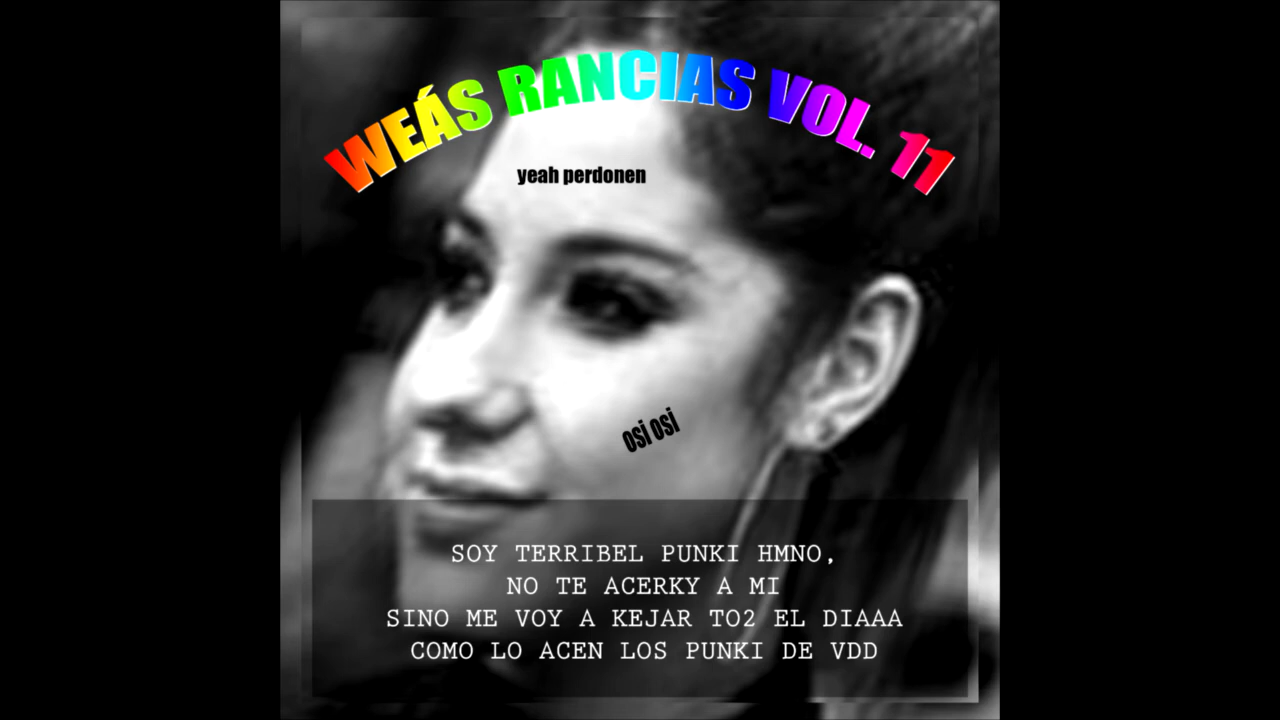 WEÁS RANCIAS VOL. 11
yeah perdonen
osi osi
SOY TERRIBEL PUNKI HMNO,
NO TE ACERKY A MI
SINO ME VOY A KEJAR TO2 EL DIAAA
COMO LO ACEN LOS PUNKI DE VDD